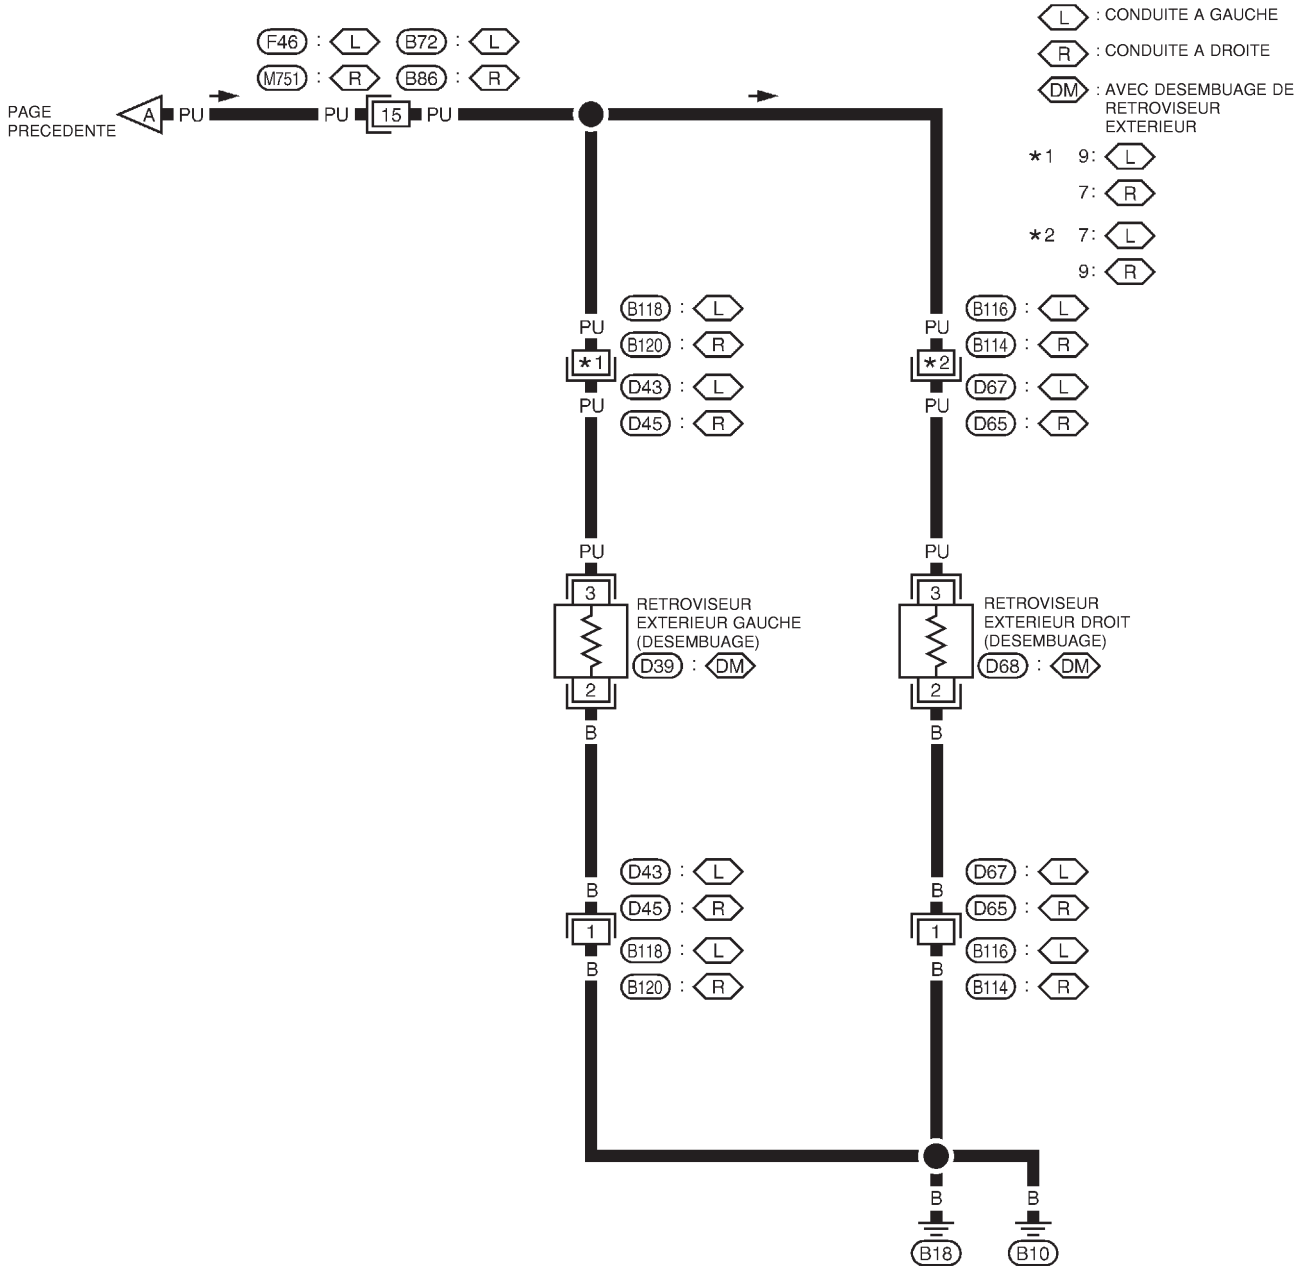 L : CONDUITE A GAUCHE
F46 : L B72 : L
R : CONDUITE A DROITE
M751 : R B86 : R
DM : AVEC DESEMBUAGE DE
RETROVISEUR
EXTERIEUR
PAGE
PRECEDENTE
A PU PU 15 PU
*1 9: L
7: R
*2 7: L
9: R
B118 : L B116 : L
PU PU
B120 : R B114 : R
*1 *2
D43 : L D67 : L
PU PU
D45 : R D65 : R
PU PU
3 3
RETROVISEUR
EXTERIEUR GAUCHE
(DESEMBUAGE)
D39 : DM
RETROVISEUR
EXTERIEUR DROIT
(DESEMBUAGE)
D68 : DM
2 2
B B
D43 : L D67 : L
B B
D45 : R D65 : R
1 1
B118 : L B116 : L
B B
B120 : R B114 : R
B B
B18 B10